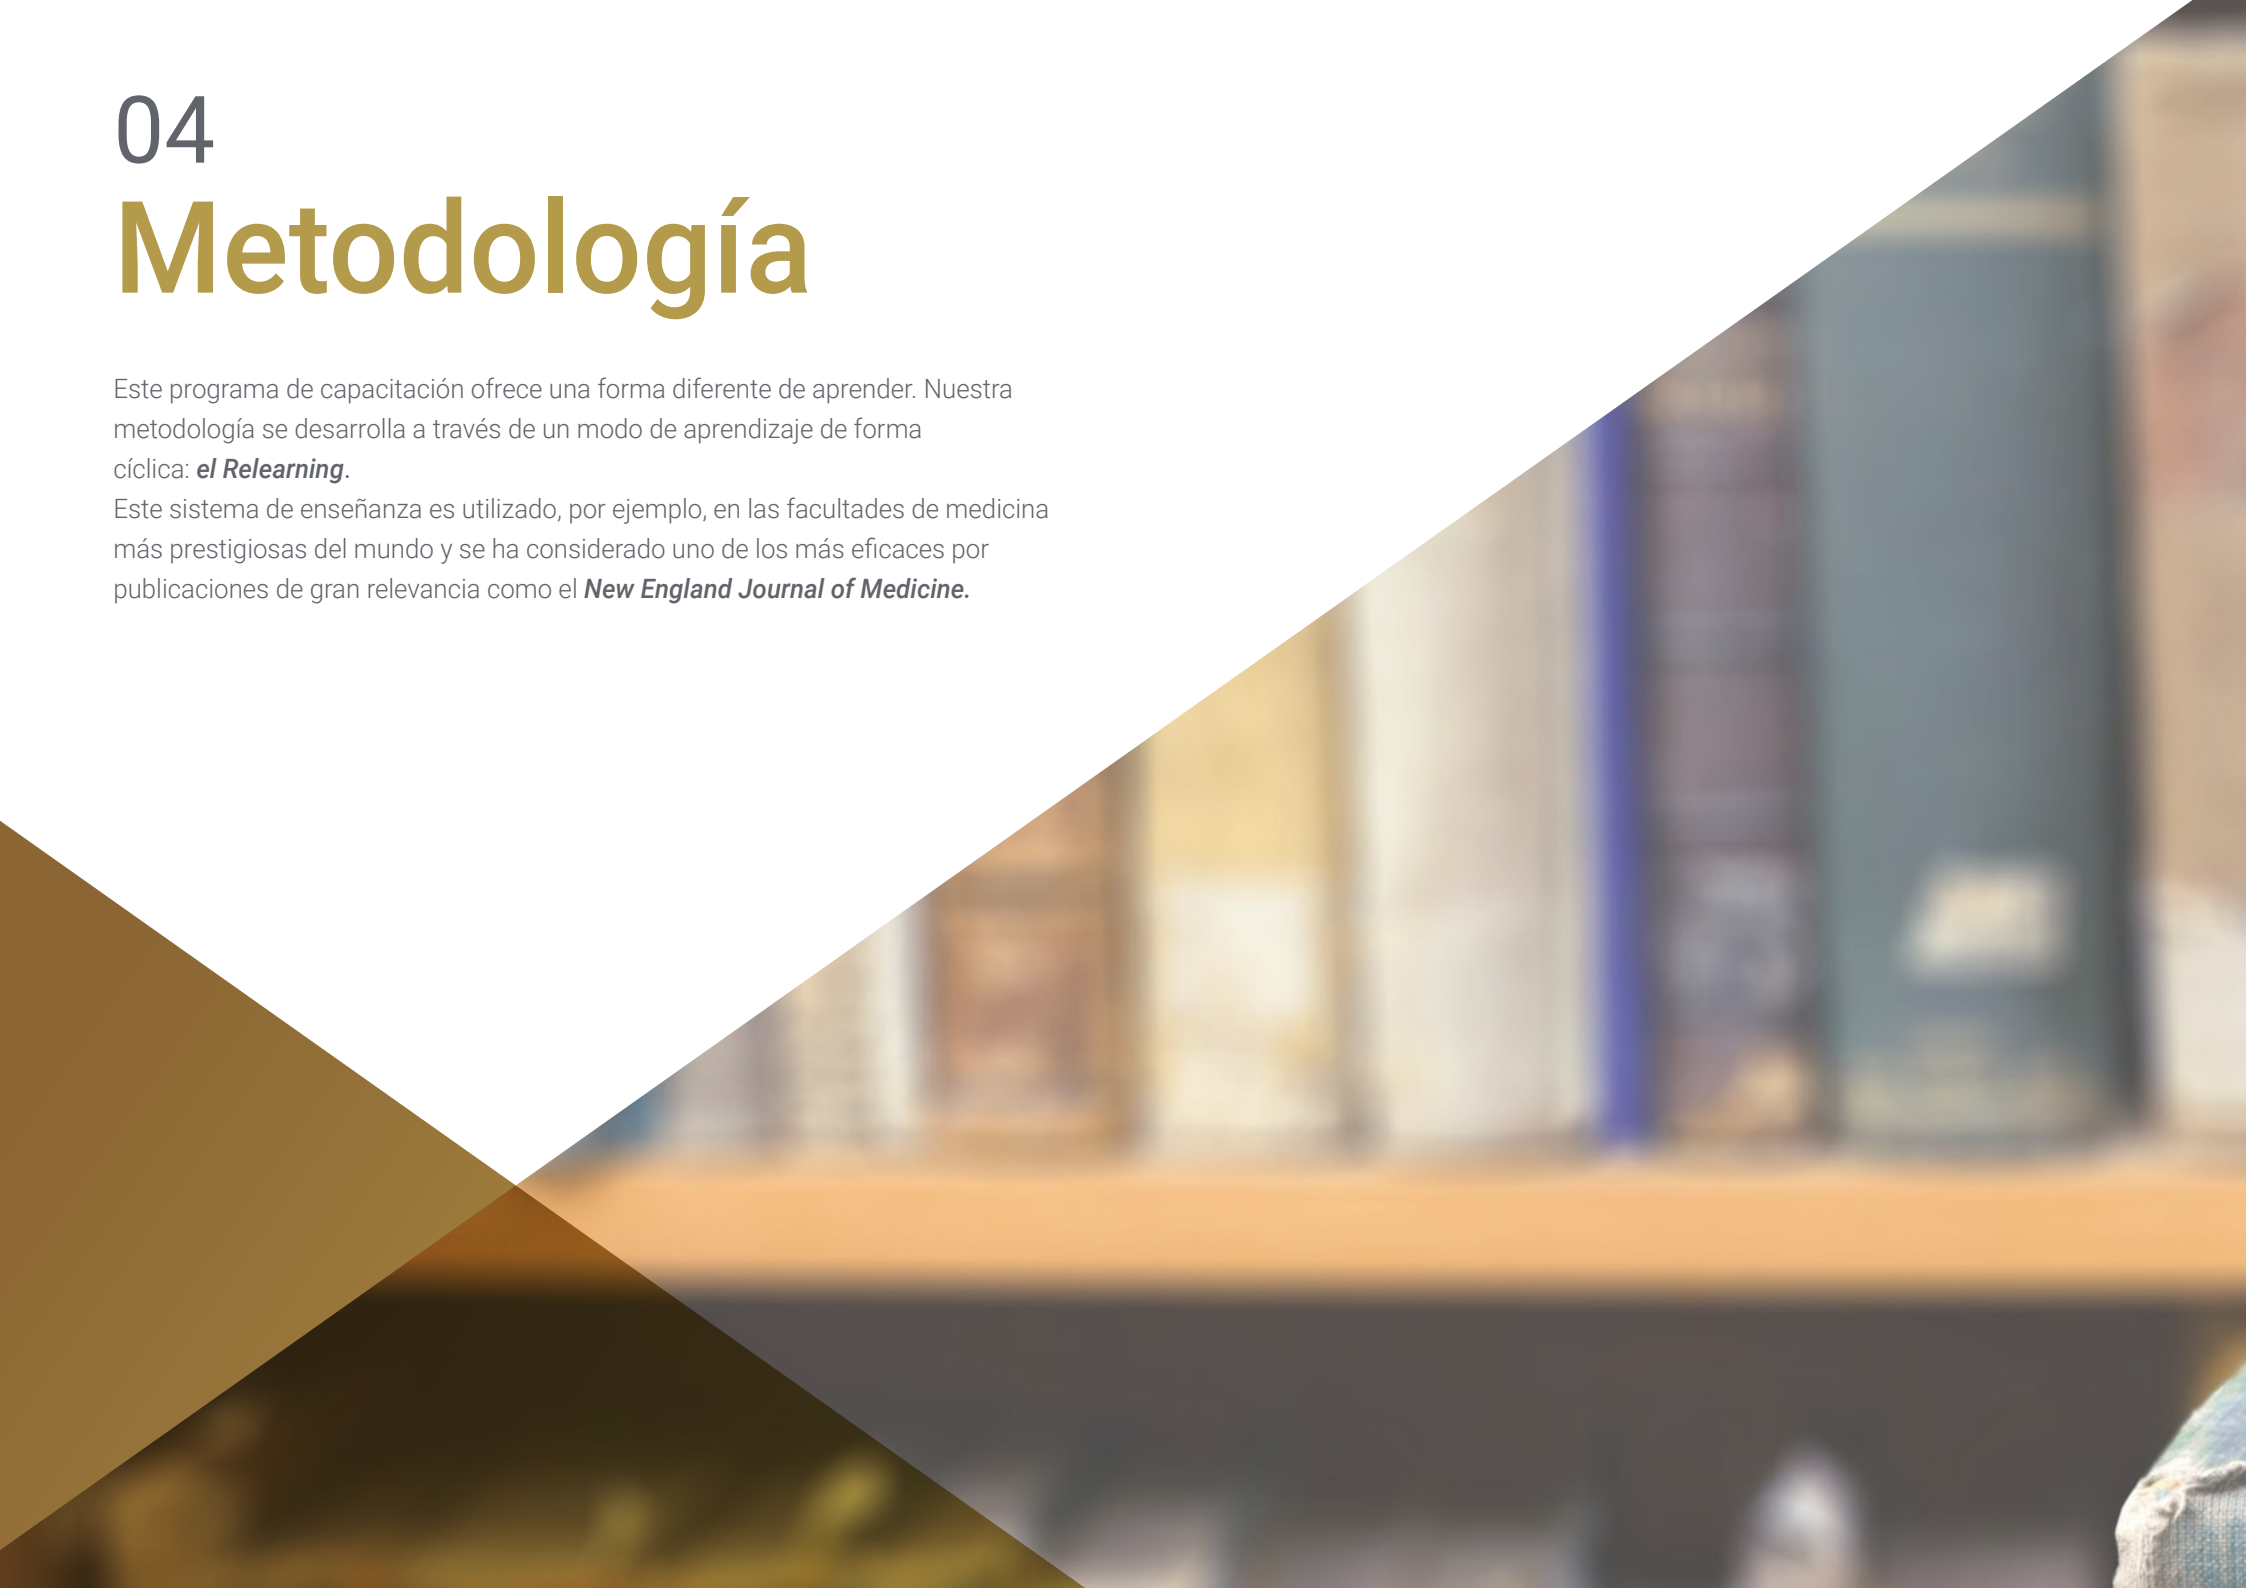 04
Metodología
Este programa de capacitación ofrece una forma diferente de aprender. Nuestra
metodología se desarrolla a través de un modo de aprendizaje de forma
cíclica: el Relearning.
Este sistema de enseñanza es utilizado, por ejemplo, en las facultades de medicina
más prestigiosas del mundo y se ha considerado uno de los más eficaces por
publicaciones de gran relevancia como el New England Journal of Medicine.